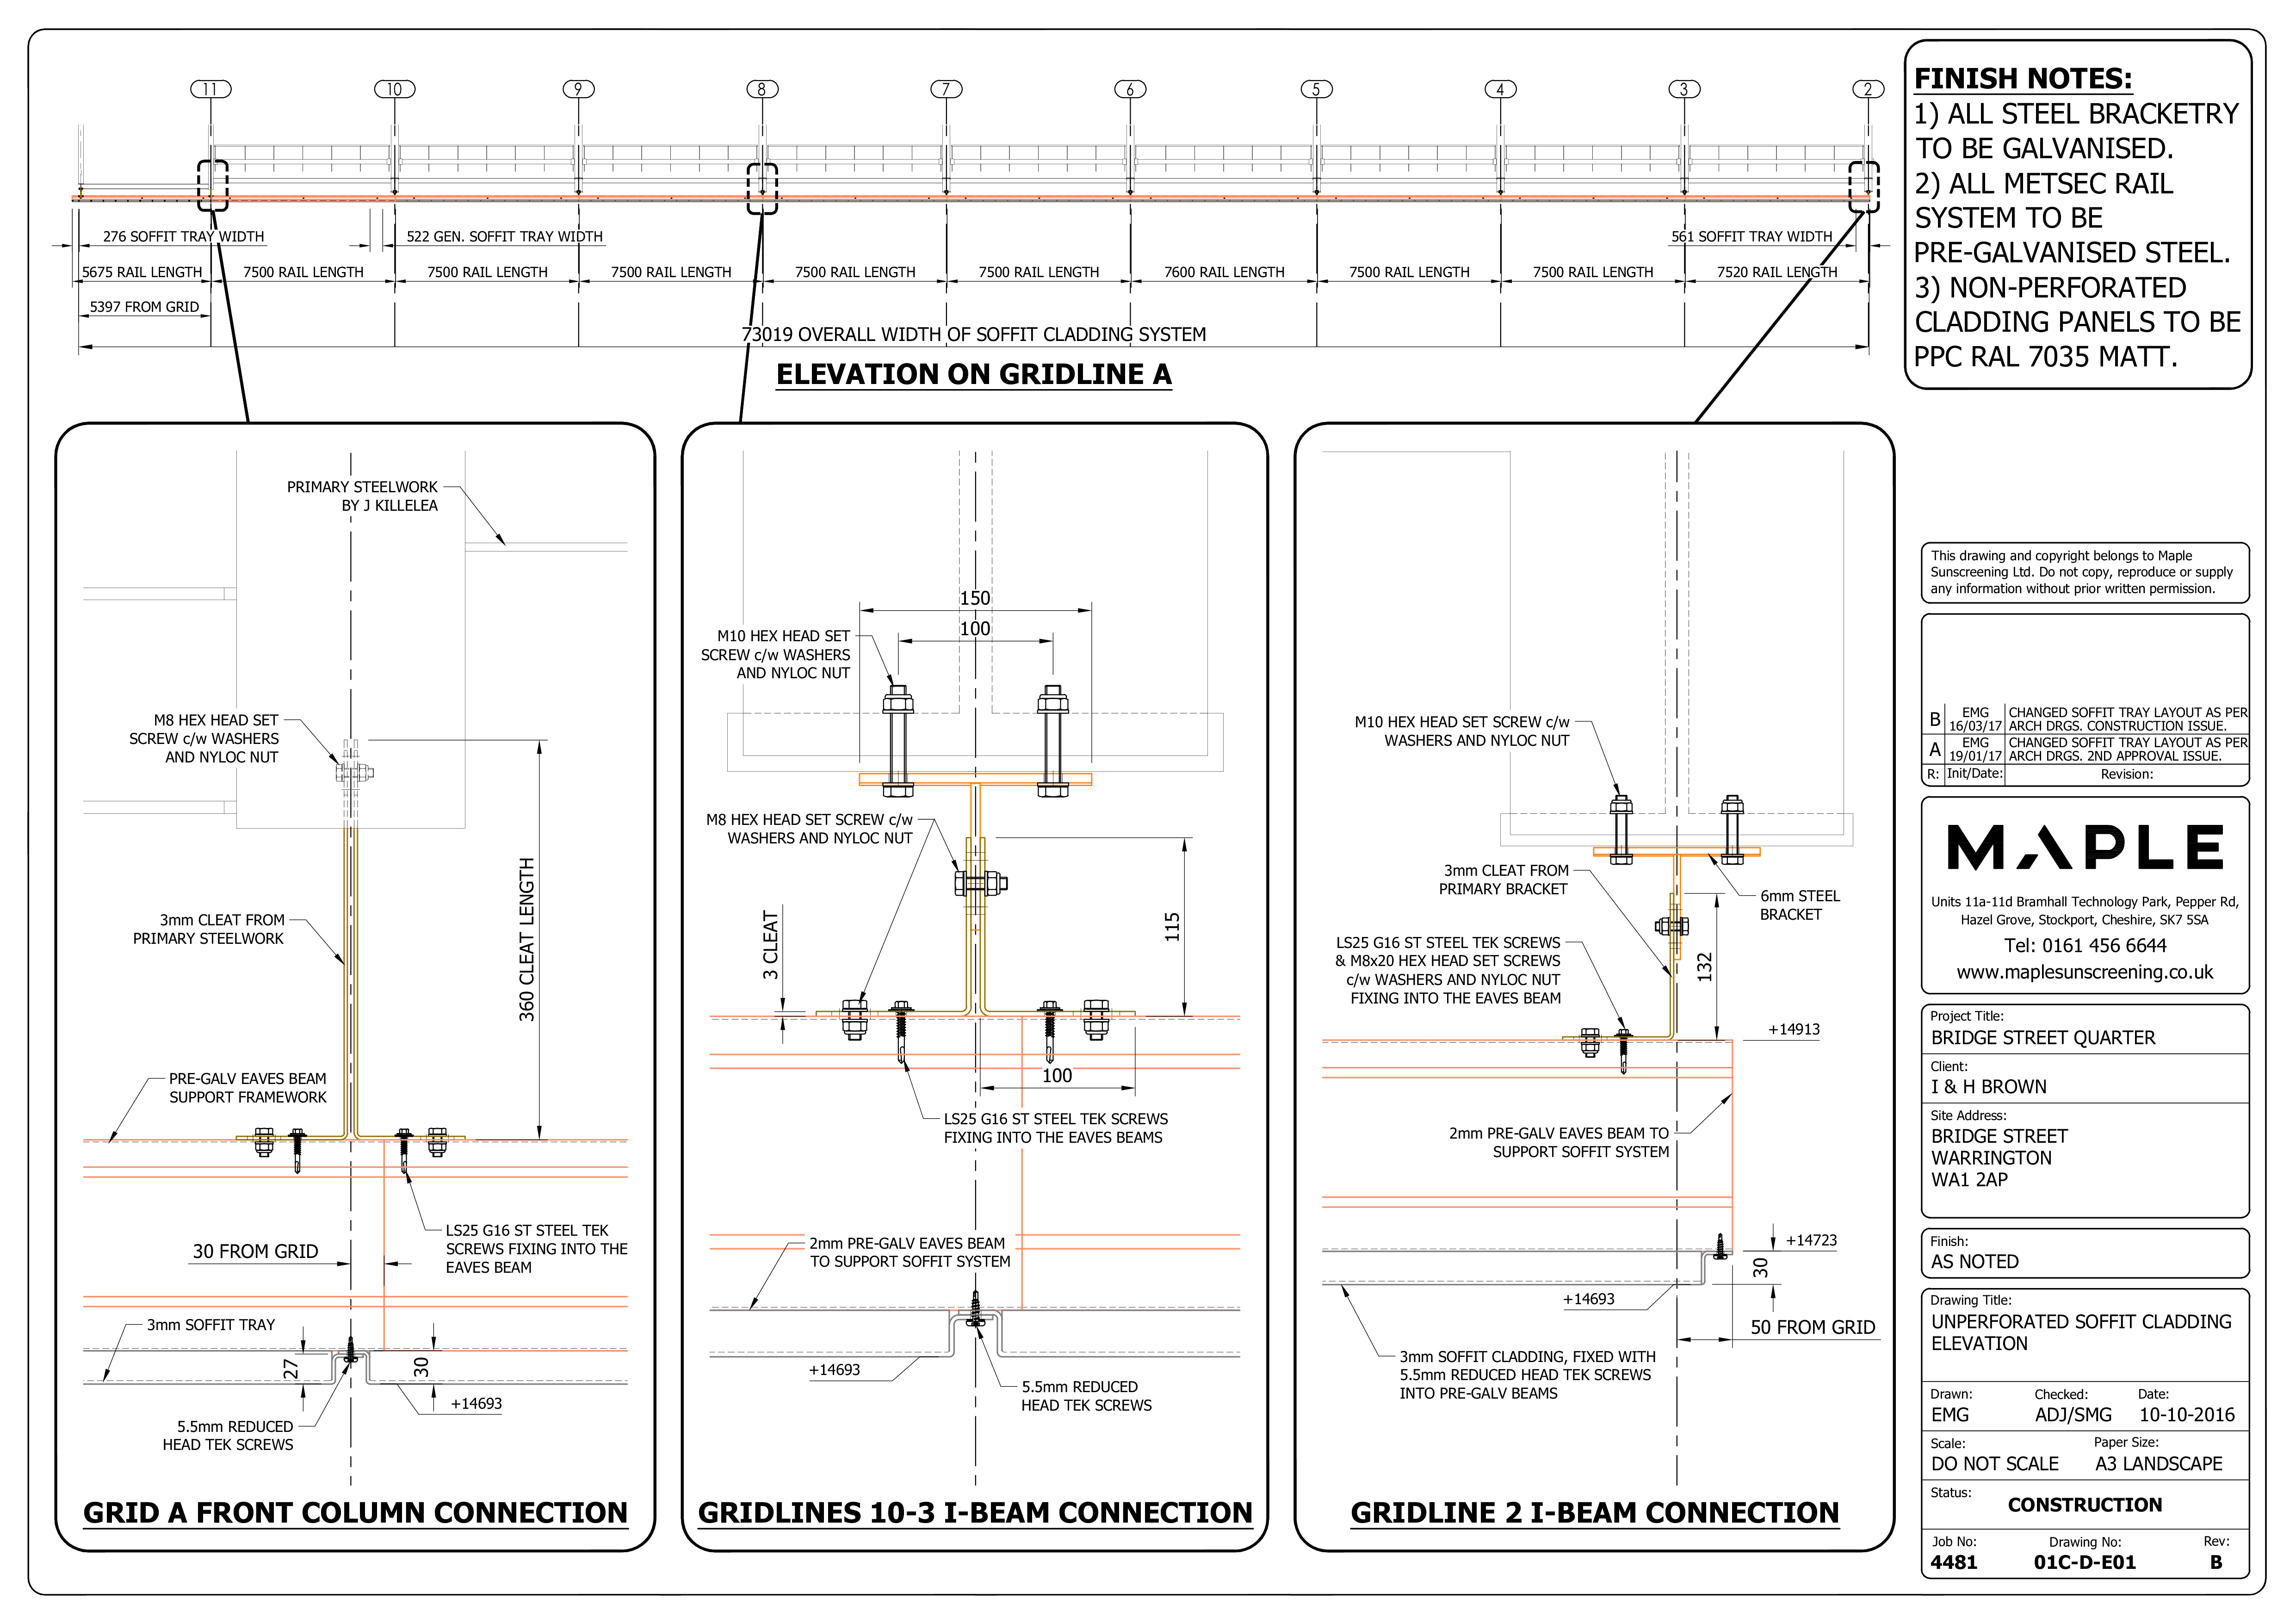 11
10
9
8
7
6
5
4
3
2
276 SOFFIT TRAY WIDTH
522 GEN. SOFFIT TRAY WIDTH
561 SOFFIT TRAY WIDTH
5675 RAIL LENGTH
7500 RAIL LENGTH
7500 RAIL LENGTH
7500 RAIL LENGTH
7500 RAIL LENGTH
7500 RAIL LENGTH
7600 RAIL LENGTH
7500 RAIL LENGTH
7500 RAIL LENGTH
7520 RAIL LENGTH
5397 FROM GRID
73019 OVERALL WIDTH OF SOFFIT CLADDING SYSTEM
ELEVATION ON GRIDLINE A
FINISH NOTES:
1) ALL STEEL BRACKETRY
TO BE GALVANISED.
2) ALL METSEC RAIL
SYSTEM TO BE
PRE-GALVANISED STEEL.
3) NON-PERFORATED
CLADDING PANELS TO BE
PPC RAL 7035 MATT.
PRIMARY STEELWORK
BY J KILLELEA
M8 HEX HEAD SET
SCREW c/w WASHERS
AND NYLOC NUT
360 CLEAT LENGTH
3mm CLEAT FROM
PRIMARY STEELWORK
PRE-GALV EAVES BEAM
SUPPORT FRAMEWORK
LS25 G16 ST STEEL TEK
SCREWS FIXING INTO THE
EAVES BEAM
30 FROM GRID
3mm SOFFIT TRAY
27
30
+14693
5.5mm REDUCED
HEAD TEK SCREWS
GRID A FRONT COLUMN CONNECTION
150
100
M10 HEX HEAD SET
SCREW c/w WASHERS
AND NYLOC NUT
M8 HEX HEAD SET SCREW c/w
WASHERS AND NYLOC NUT
115
3 CLEAT
100
LS25 G16 ST STEEL TEK SCREWS
FIXING INTO THE EAVES BEAMS
2mm PRE-GALV EAVES BEAM
TO SUPPORT SOFFIT SYSTEM
+14693
5.5mm REDUCED
HEAD TEK SCREWS
GRIDLINES 10-3 I-BEAM CONNECTION
M10 HEX HEAD SET SCREW c/w
WASHERS AND NYLOC NUT
3mm CLEAT FROM
PRIMARY BRACKET
6mm STEEL
BRACKET
LS25 G16 ST STEEL TEK SCREWS
& M8x20 HEX HEAD SET SCREWS
c/w WASHERS AND NYLOC NUT
FIXING INTO THE EAVES BEAM
132
+14913
2mm PRE-GALV EAVES BEAM TO
SUPPORT SOFFIT SYSTEM
+14723
30
+14693
50 FROM GRID
3mm SOFFIT CLADDING, FIXED WITH
5.5mm REDUCED HEAD TEK SCREWS
INTO PRE-GALV BEAMS
GRIDLINE 2 I-BEAM CONNECTION
This drawing and copyright belongs to Maple
Sunscreening Ltd. Do not copy, reproduce or supply
any information without prior written permission.
B EMG 16/03/17 CHANGED SOFFIT TRAY LAYOUT AS PER
ARCH DRGS. CONSTRUCTION ISSUE.
A EMG 19/01/17 CHANGED SOFFIT TRAY LAYOUT AS PER
ARCH DRGS. 2ND APPROVAL ISSUE.
R: Init/Date: Revision:
MAPLE
Units 11a-11d Bramhall Technology Park, Pepper Rd,
Hazel Grove, Stockport, Cheshire, SK7 5SA
Tel: 0161 456 6644
www.maplesunscreening.co.uk
Project Title:
BRIDGE STREET QUARTER
Client:
I & H BROWN
Site Address:
BRIDGE STREET
WARRINGTON
WA1 2AP
Finish:
AS NOTED
Drawing Title:
UNPERFORATED SOFFIT CLADDING
ELEVATION
Drawn: Checked: Date:
EMG ADJ/SMG 10-10-2016
Scale: Paper Size:
DO NOT SCALE A3 LANDSCAPE
Status:
CONSTRUCTION
Job No: Drawing No: Rev:
4481 01C-D-E01 B